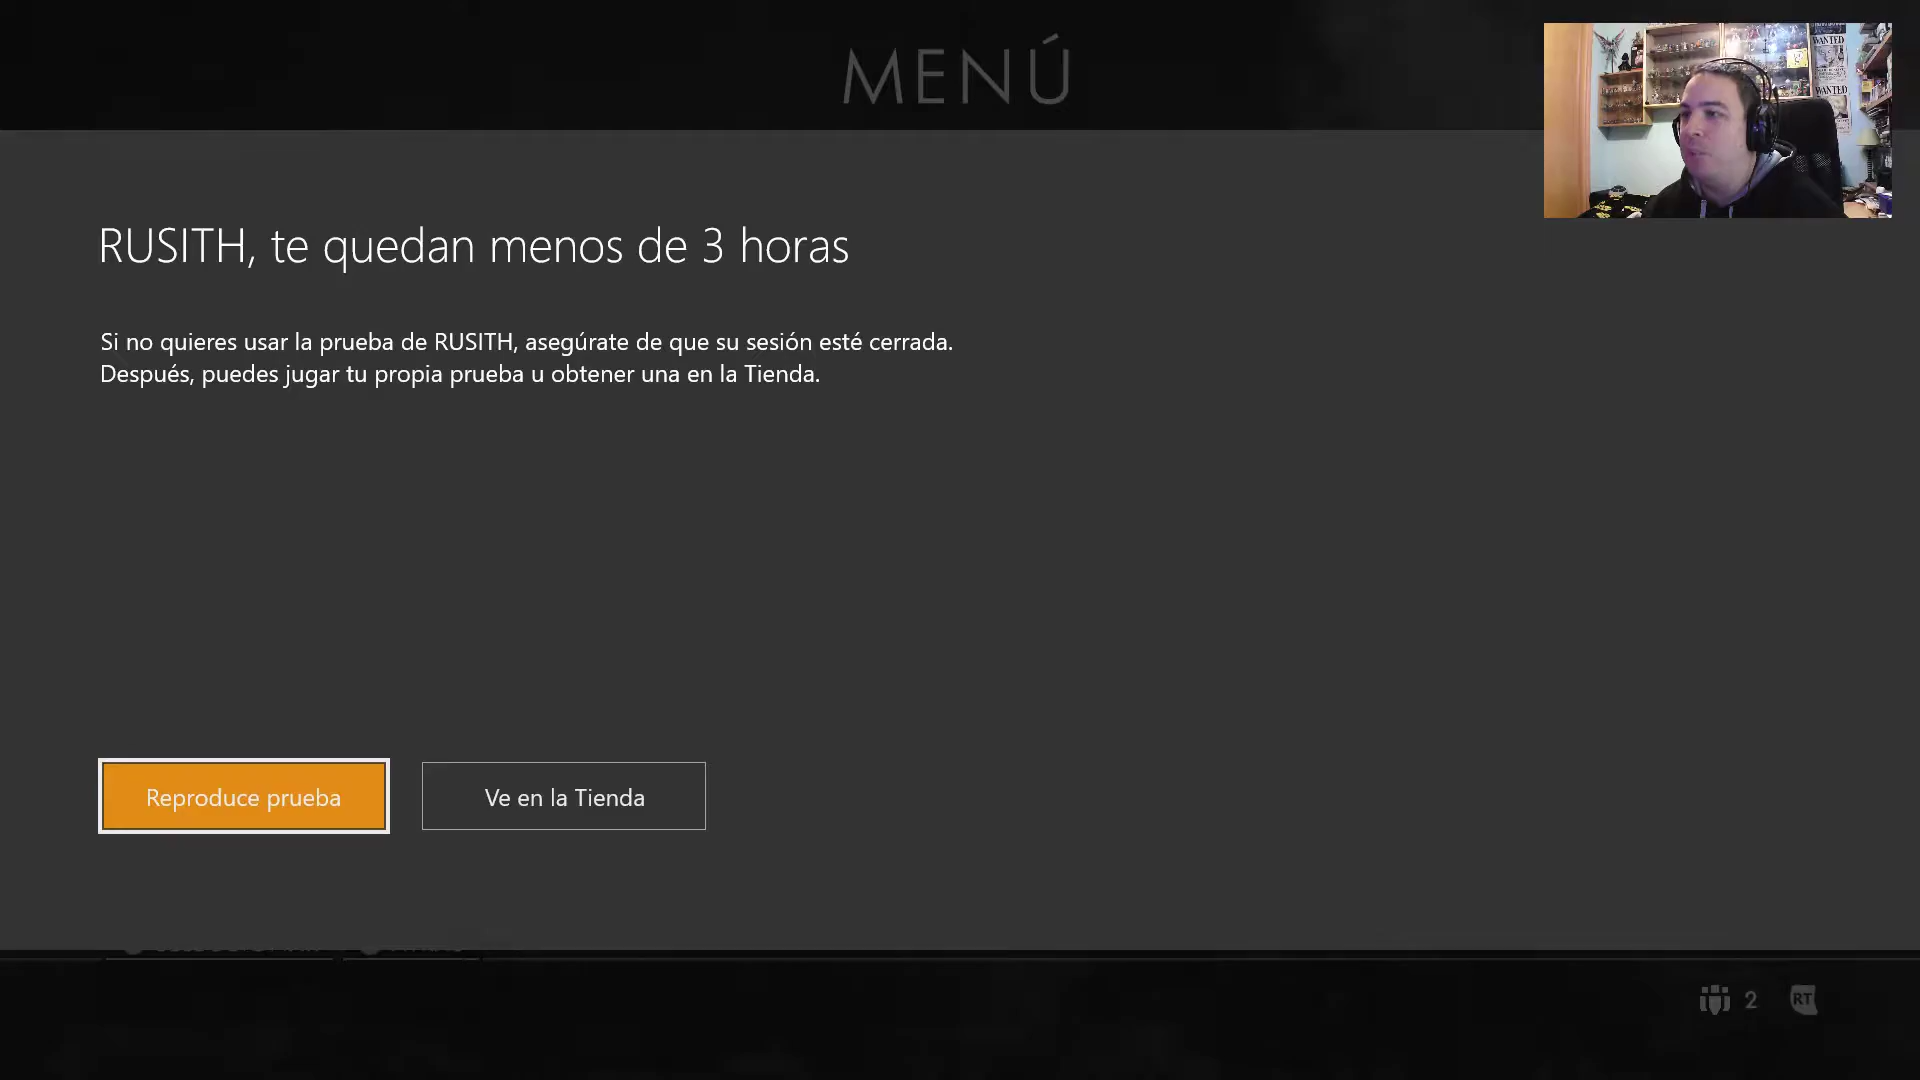 MENÚ
WANTED
WANTED
RUSITH, te quedan menos de 3 horas
Si no quieres usar la prueba de RUSITH, asegúrate de que su sesión esté cerrada.
Después, puedes jugar tu propia prueba u obtener una en la Tienda.
Reproduce prueba
Ve en la Tienda
2
RT